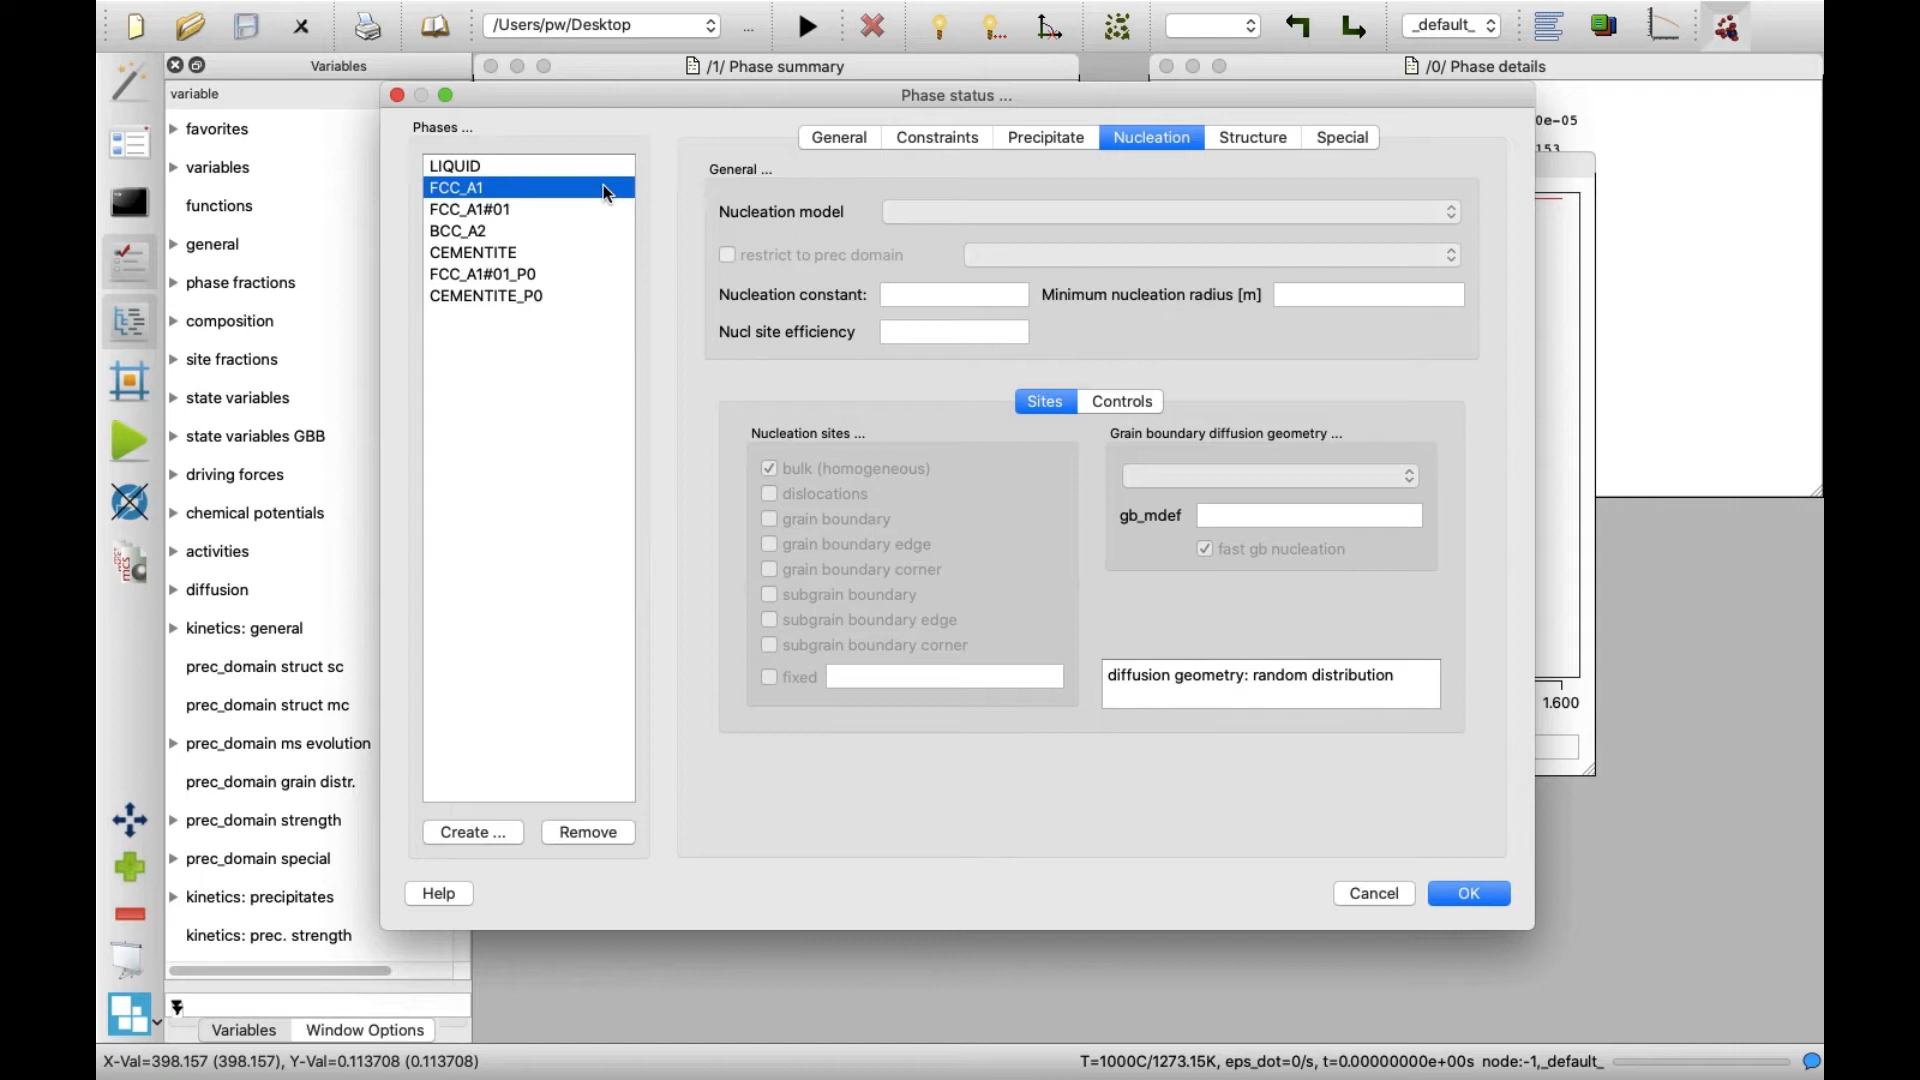 /Users/pw/Desktop
...
_default_
Variables
/1/ Phase summary
/0/ Phase details
variable
favorites
variables
functions
general
phase fractions
composition
site fractions
state variables
state variables GBB
driving forces
chemical potentials
activities
diffusion
kinetics: general
prec_domain struct sc
prec_domain struct mc
prec_domain ms evolution
prec_domain grain distr.
prec_domain strength
prec_domain special
kinetics: precipitates
kinetics: prec. strength
Variables
Window Options
Phase status ...
Phases ...
LIQUID
FCC_A1
FCC_A1#01
BCC_A2
CEMENTITE
FCC_A1#01_P0
CEMENTITE_P0
Create ...
Remove
Help
General
Constraints
Precipitate
Nucleation
Structure
Special
General ...
Nucleation model
restrict to prec domain
Nucleation constant:
Minimum nucleation radius [m]
Nucl site efficiency
Sites
Controls
Nucleation sites ...
bulk (homogeneous)
dislocations
grain boundary
grain boundary edge
grain boundary corner
subgrain boundary
subgrain boundary edge
subgrain boundary corner
fixed
Grain boundary diffusion geometry ...
gb_mdef
fast gb nucleation
diffusion geometry: random distribution
Cancel
OK
0e-05
153
1.600
X-Val=398.157 (398.157), Y-Val=0.113708 (0.113708)
T=1000C/1273.15K, eps_dot=0/s, t=0.00000000e+00s node:-1,_default_